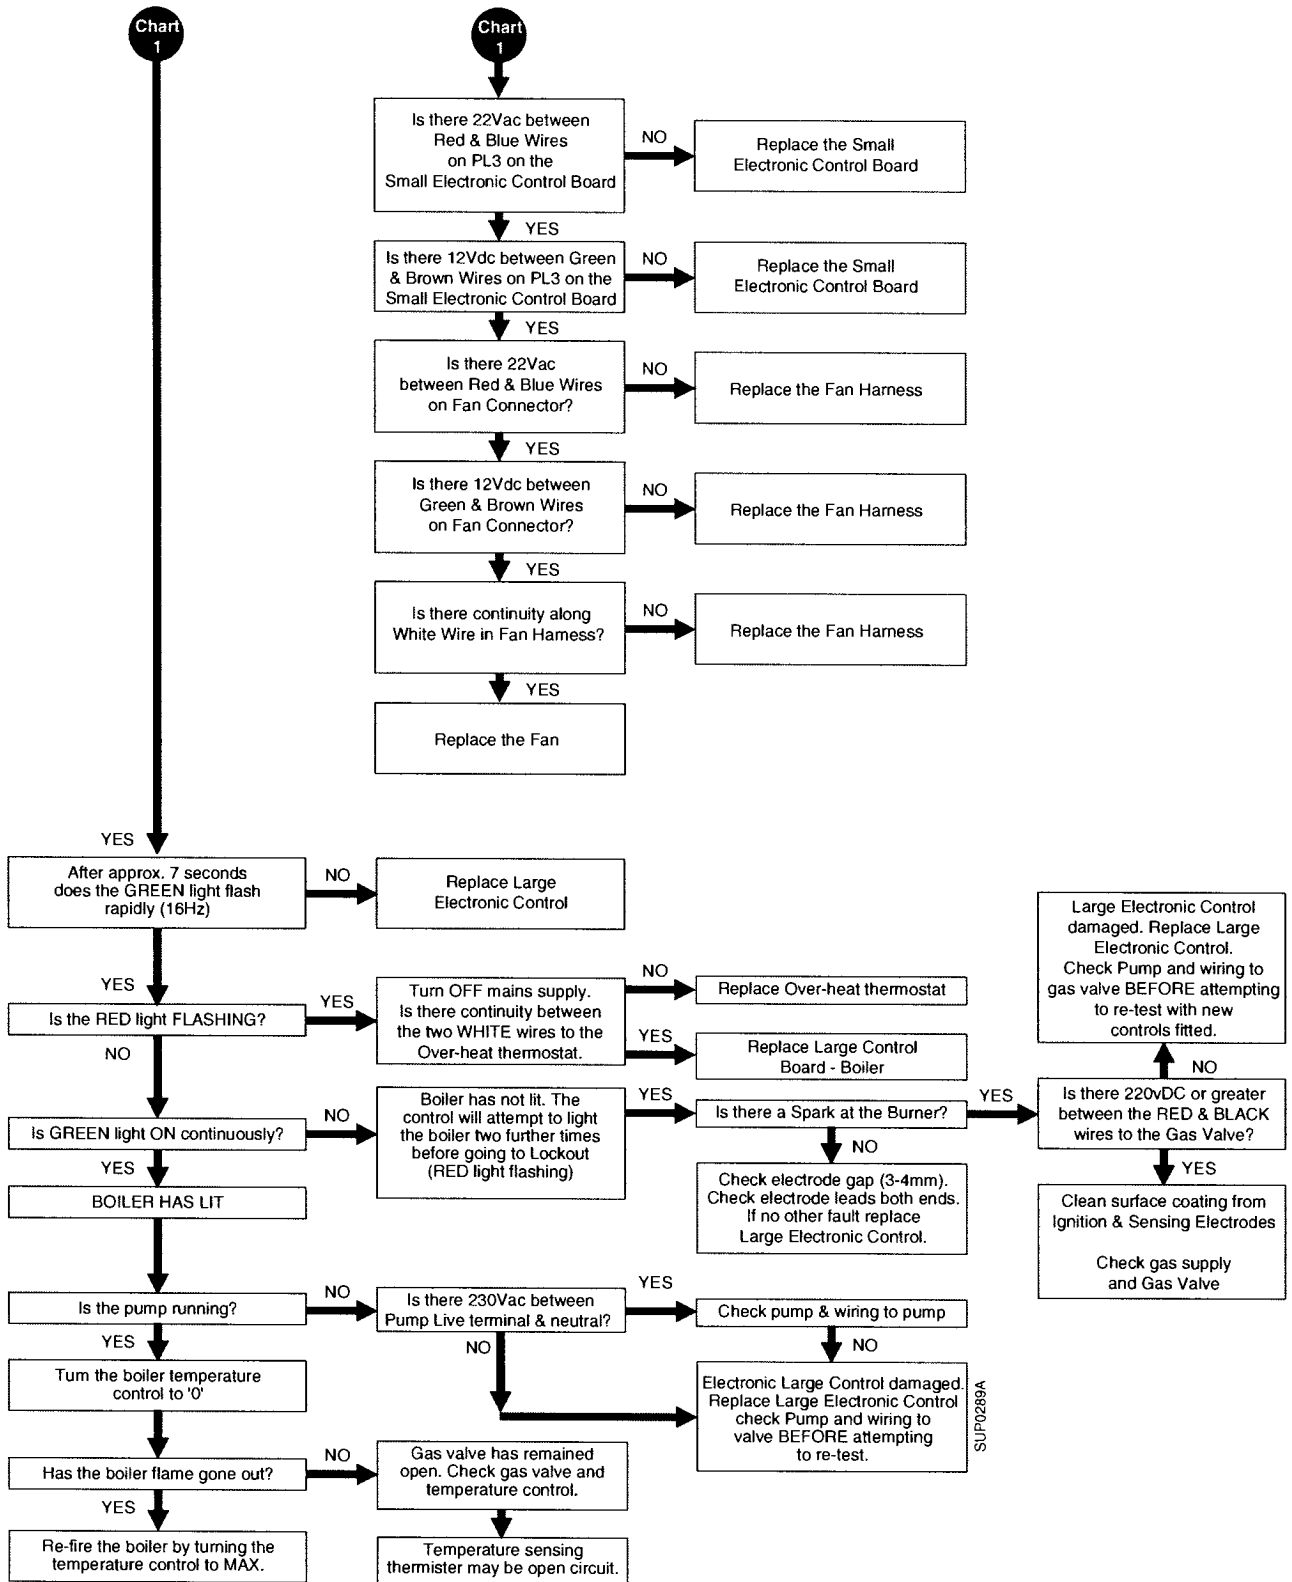 Chart
1
Chart
1
Is there 22Vac between
Red & Blue Wires
on PL3 on the
Small Electronic Control Board
NO
Replace the Small
Electronic Control Board
YES
Is there 12Vdc between Green
& Brown Wires on PL3 on the
Small Electronic Control Board
NO
Replace the Small
Electronic Control Board
YES
Is there 22Vac
between Red & Blue Wires
on Fan Connector?
NO
Replace the Fan Harness
YES
Is there 12Vdc between
Green & Brown Wires
on Fan Connector?
NO
Replace the Fan Harness
YES
Is there continuity along
White Wire in Fan Harness?
NO
Replace the Fan Harness
YES
Replace the Fan
YES
After approx. 7 seconds
does the GREEN light flash
rapidly (16Hz)
NO
Replace Large
Electronic Control
YES
Is the RED light FLASHING?
YES
Turn OFF mains supply.
Is there continuity between
the two WHITE wires to the
Over-heat thermostat.
NO
Replace Over-heat thermostat
YES
Replace Large Control
Board - Boiler
NO
Is GREEN light ON continuously?
NO
Boiler has not lit. The
control will attempt to light
the boiler two further times
before going to Lockout
(RED light flashing)
YES
Is there a Spark at the Burner?
YES
Is there 220vDC or greater
between the RED & BLACK
wires to the Gas Valve?
NO
Large Electronic Control
damaged. Replace Large
Electronic Control.
Check Pump and wiring to
gas valve BEFORE attempting
to re-test with new
controls fitted.
YES
Clean surface coating from
Ignition & Sensing Electrodes
Check gas supply
and Gas Valve
NO
Check electrode gap (3-4mm).
Check electrode leads both ends.
If no other fault replace
Large Electronic Control.
YES
BOILER HAS LIT
Is the pump running?
NO
Is there 230Vac between
Pump Live terminal & neutral?
YES
Check pump & wiring to pump
NO
NO
Electronic Large Control damaged.
Replace Large Electronic Control
check Pump and wiring to
valve BEFORE attempting
to re-test.
SUP0289A
YES
Turn the boiler temperature
control to '0'
Has the boiler flame gone out?
NO
Gas valve has remained
open. Check gas valve and
temperature control.
Temperature sensing
thermister may be open circuit.
YES
Re-fire the boiler by turning the
temperature control to MAX.